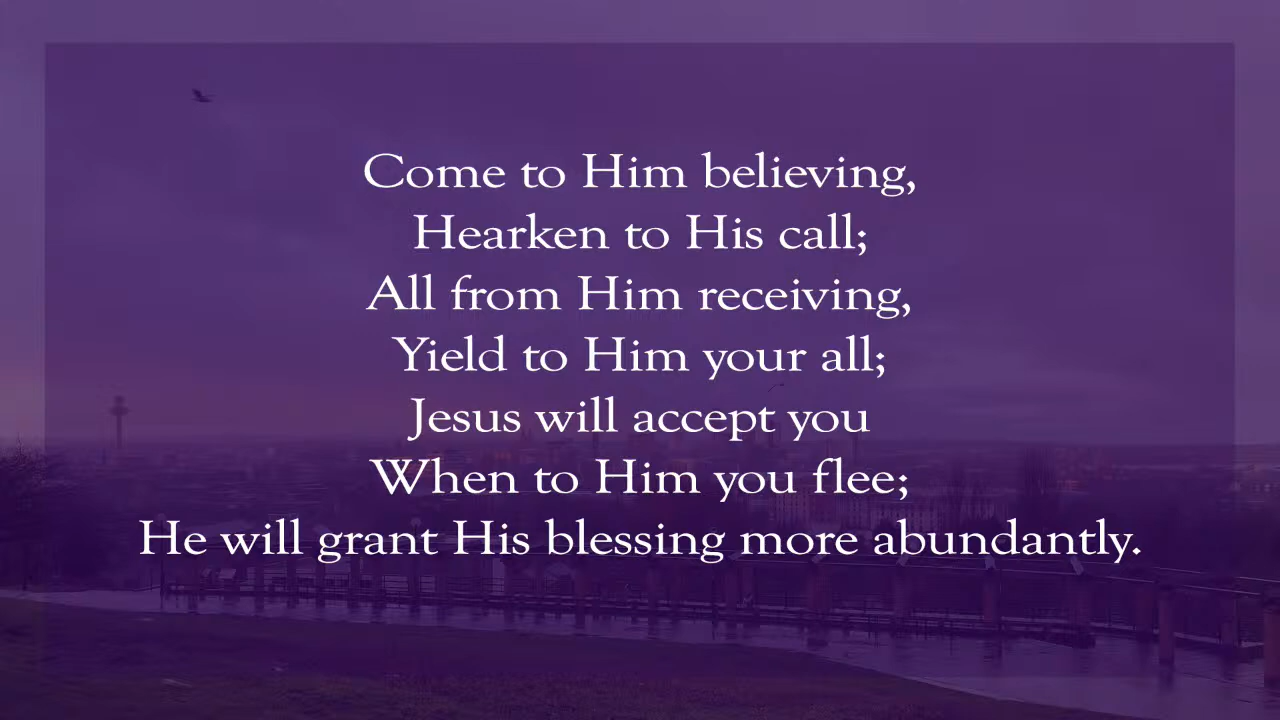 Come to Him believing,
Hearken to His call;
All from Him receiving,
Yield to Him your all;
Jesus will accept you
When to Him you flee;
He will grant His blessing more abundantly.